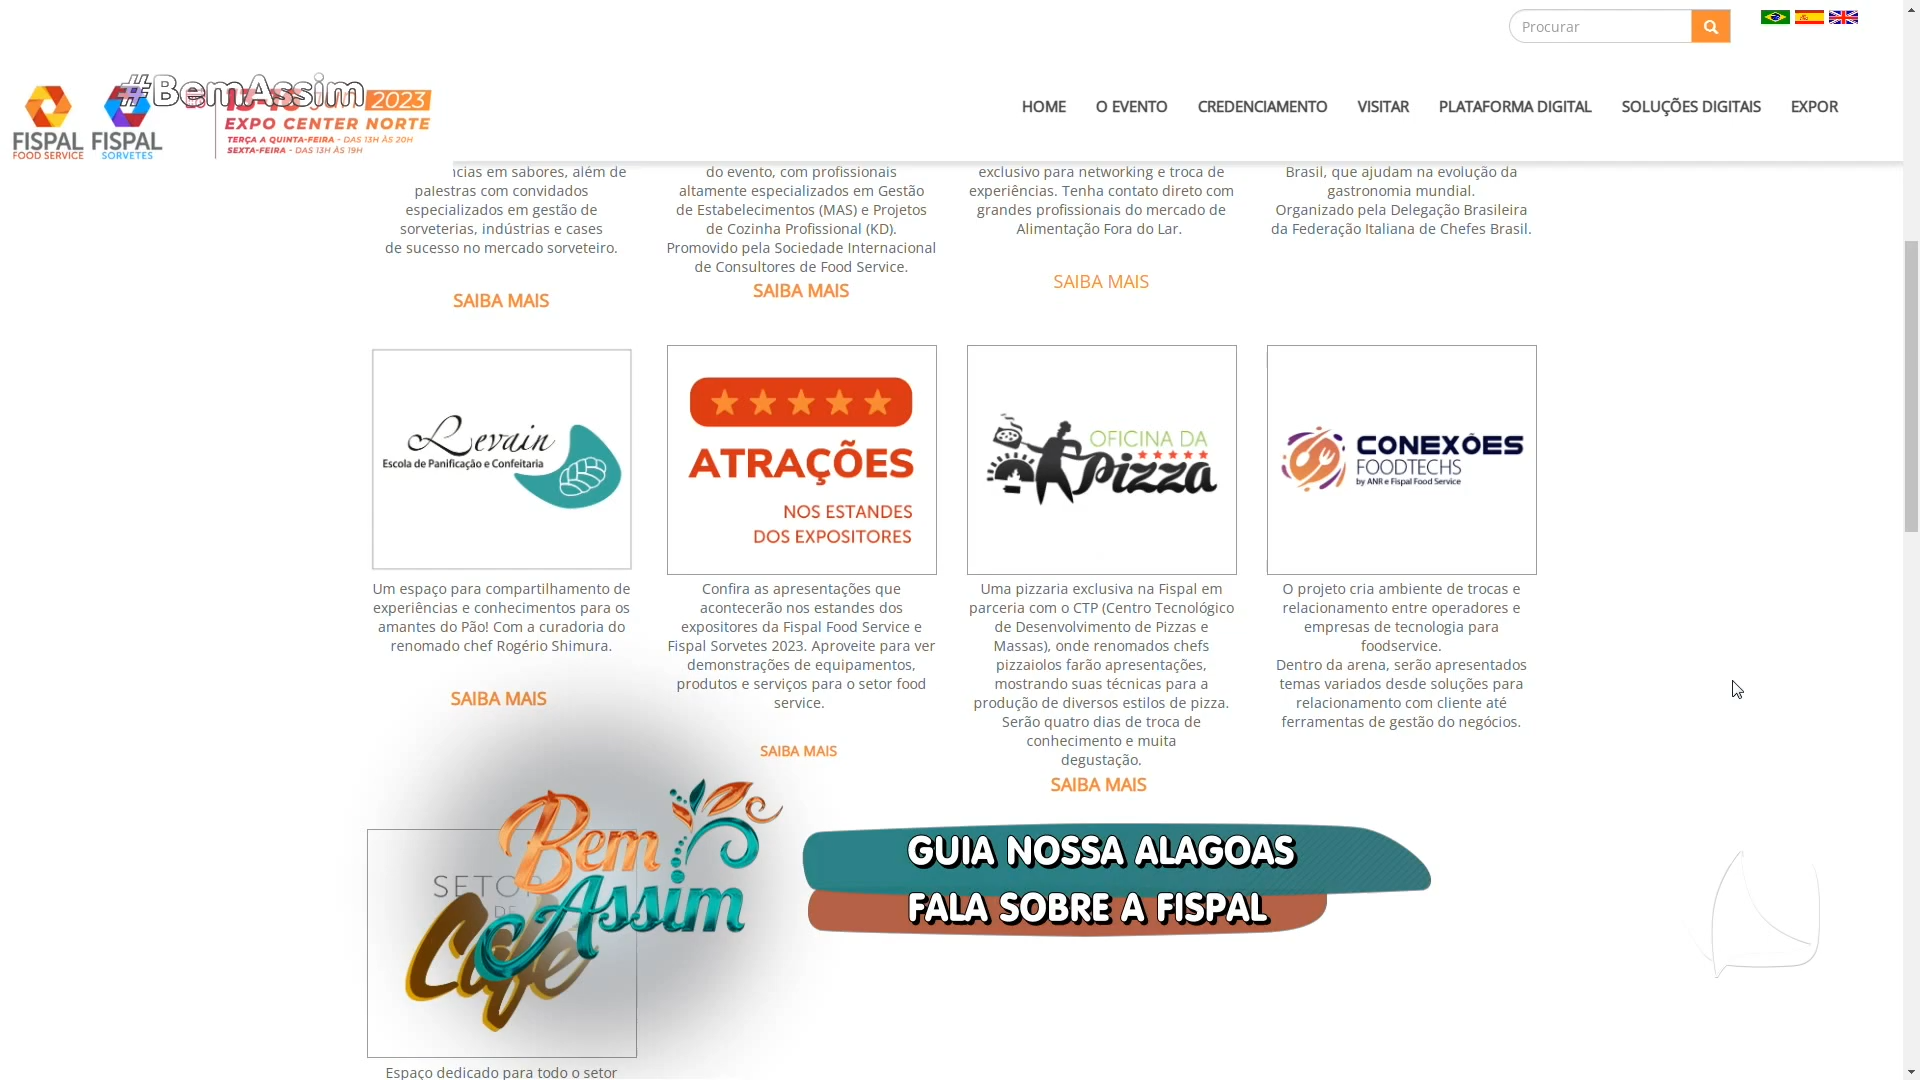 Procurar
#BemAssim
2023
EXPO CENTER NORTE
TERÇA A QUINTA-FEIRA - DAS 13H ÀS 20H
SEXTA-FEIRA - DAS 13H ÀS 19H
FISPAL
FOOD SERVICE
FISPAL
SORVETES
HOME
O EVENTO
CREDENCIAMENTO
VISITAR
PLATAFORMA DIGITAL
SOLUÇÕES DIGITAIS
EXPOR
em sabores, além de
palestras com convidados
especializados em gestão de
sorveterias, indústrias e cases
de sucesso no mercado sorveteiro.
SAIBA MAIS
do evento, com profissionais
altamente especializados em Gestão
de Estabelecimentos (MAS) e Projetos
de Cozinha Profissional (KD).
Promovido pela Sociedade Internacional
de Consultores de Food Service.
SAIBA MAIS
exclusivo para networking e troca de
experiências. Tenha contato direto com
grandes profissionais do mercado de
Alimentação Fora do Lar.
SAIBA MAIS
Brasil, que ajudam na evolução da
gastronomia mundial.
Organizado pela Delegação Brasileira
da Federação Italiana de Chefes Brasil.
Levain
Escola de Panificação e Confeitaria
Um espaço para compartilhamento de
experiências e conhecimentos para os
amantes do Pão! Com a curadoria do
renomado chef Rogério Shimura.
SAIBA MAIS
ATRAÇÕES
NOS ESTANDES
DOS EXPOSITORES
Confira as apresentações que
acontecerão nos estandes dos
expositores da Fispal Food Service e
Fispal Sorvetes 2023. Aproveite para ver
demonstrações de equipamentos,
produtos e serviços para o setor food
service.
SAIBA MAIS
OFICINA DA
Pizza
Uma pizzaria exclusiva na Fispal em
parceria com o CTP (Centro Tecnológico
de Desenvolvimento de Pizzas e
Massas), onde renomados chefs
pizzaiolos farão apresentações,
mostrando suas técnicas para a
produção de diversos estilos de pizza.
Serão quatro dias de troca de
conhecimento e muita
degustação.
SAIBA MAIS
CONEXÕES
FOODTECHS
by ANR e Fispal Food Service
O projeto cria ambiente de trocas e
relacionamento entre operadores e
empresas de tecnologia para
foodservice.
Dentro da arena, serão apresentados
temas variados desde soluções para
relacionamento com cliente até
ferramentas de gestão do negócios.
SETOR
DE
Café
Bem
Assim
GUIA NOSSA ALAGOAS
FALA SOBRE A FISPAL
Espaço dedicado para todo o setor